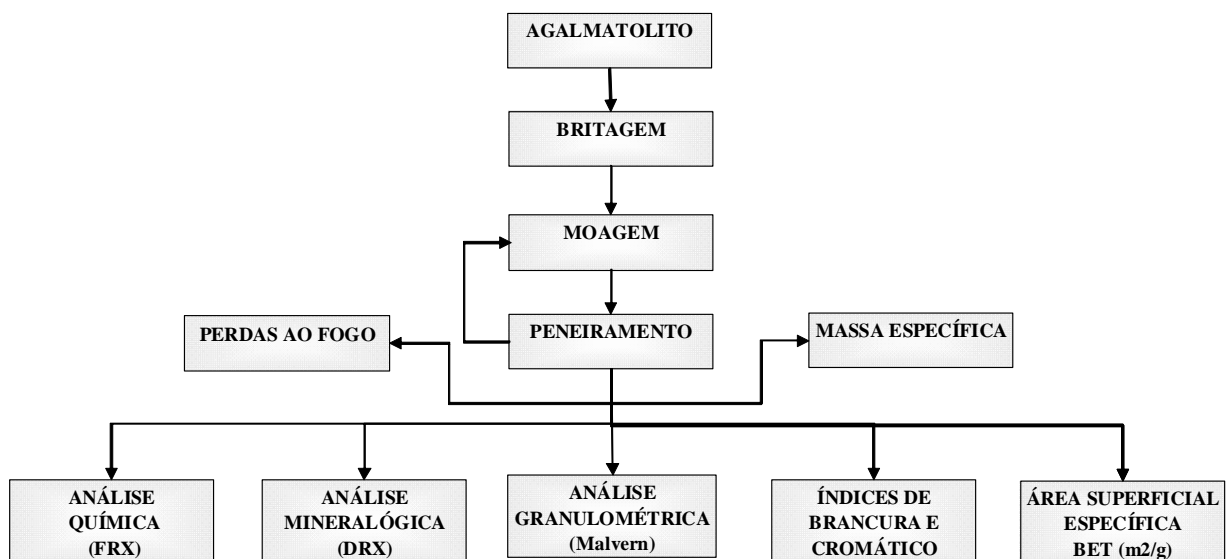 AGALMATOLITO
BRITAGEM
MOAGEM
PENEIRAMENTO
PERDAS AO FOGO
MASSA ESPECÍFICA
ANÁLISE
QUÍMICA
(FRX)
ANÁLISE
MINERALÓGICA
(DRX)
ANÁLISE
GRANULOMÉTRICA
(Malvern)
ÍNDICES DE
BRANCURA E
CROMÁTICO
ÁREA SUPERFICIAL
ESPECÍFICA
BET (m2/g)